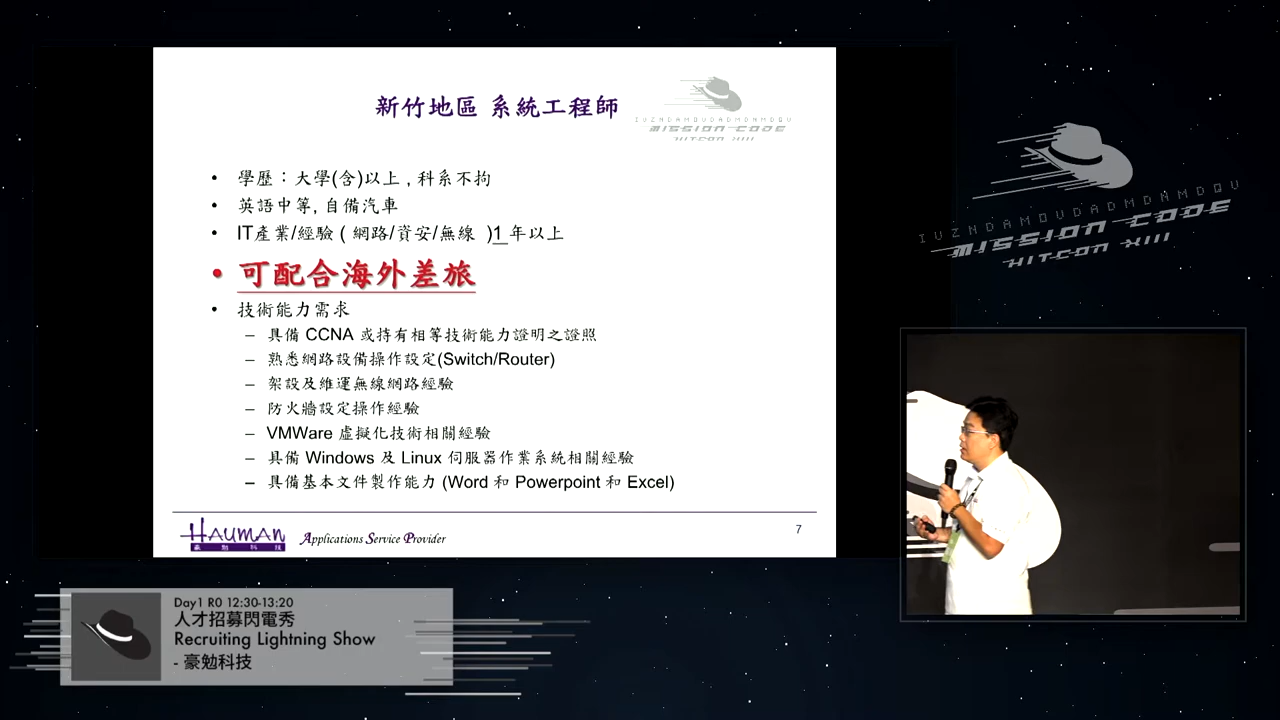 新竹地區 系統工程師
IVZNDAMOVDADMDNHMDQV
MISSION CODE
HITCON XIII
• 學歷：大學(含)以上 , 科系不拘
• 英語中等, 自備汽車
• IT產業/經驗 ( 網路/資安/無線 )1 年以上
• 可配合海外差旅
• 技術能力需求
– 具備 CCNA 或持有相等技術能力證明之證照
– 熟悉網路設備操作設定(Switch/Router)
– 架設及維運無線網路經驗
– 防火牆設定操作經驗
– VMWare 虛擬化技術相關經驗
– 具備 Windows 及 Linux 伺服器作業系統相關經驗
– 具備基本文件製作能力 (Word 和 Powerpoint 和 Excel)
HAUMAN
豪勉科技
Applications Service Provider
7
IVZNDAMOVDADMDNHMDQV
MISSION CODE
HITCON XIII
Day1 R0 12:30-13:20
人才招募閃電秀
Recruiting Lightning Show
- 豪勉科技